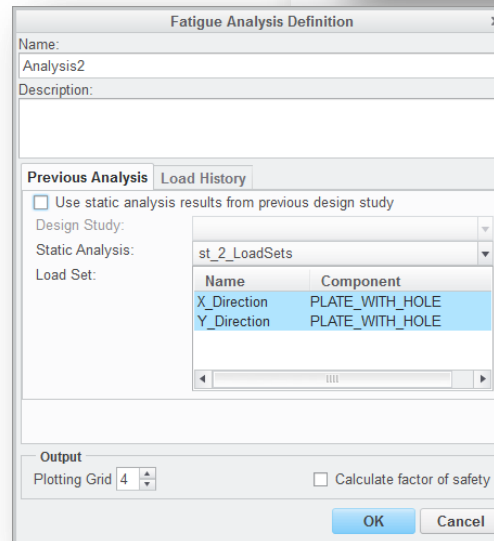 Fatigue Analysis Definition
Name:
Analysis2
Description:
Previous Analysis Load History
Use static analysis results from previous design study
Design Study:
Static Analysis: st_2_LoadSets
Load Set:
Name Component
X_Direction PLATE_WITH_HOLE
Y_Direction PLATE_WITH_HOLE
Output
Plotting Grid 4 Calculate factor of safety
OK Cancel